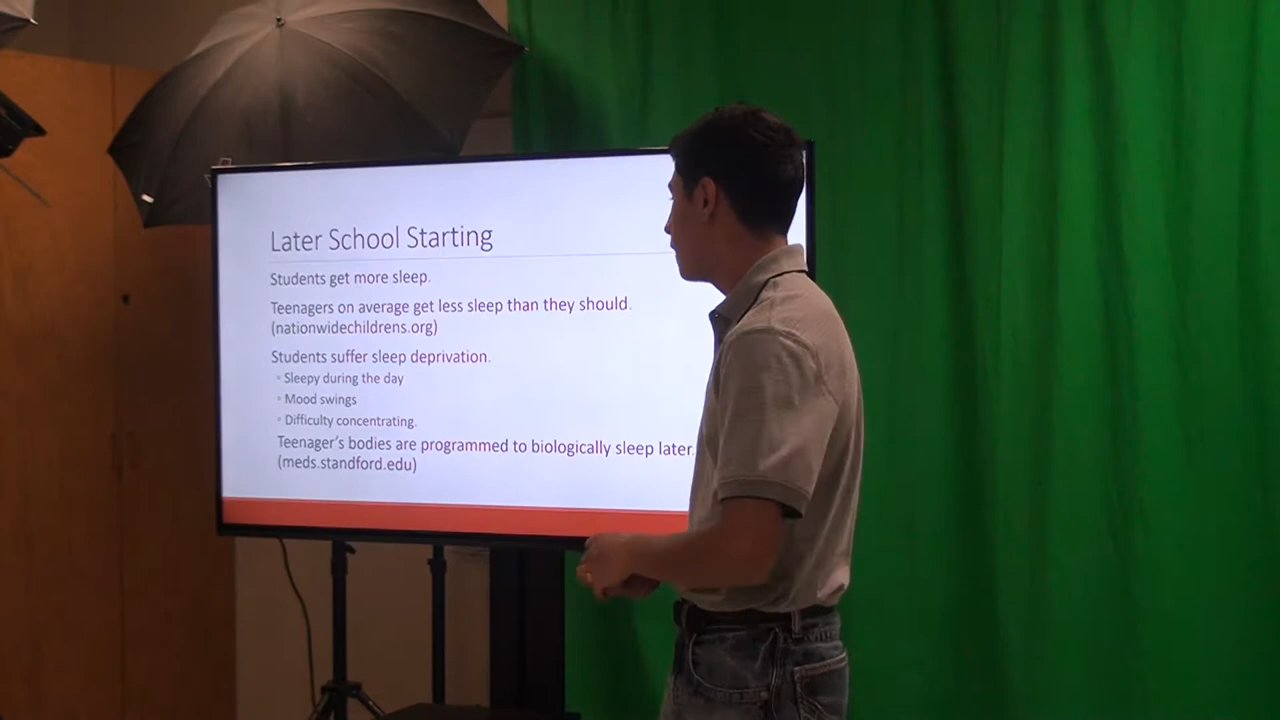 Later School Starting
Students get more sleep.
Teenagers on average get less sleep than they should.
(nationwidechildrens.org)
Students suffer sleep deprivation.
▫ Sleepy during the day
▫ Mood swings
▫ Difficulty concentrating.
Teenager's bodies are programmed to biologically sleep later.
(meds.standford.edu)